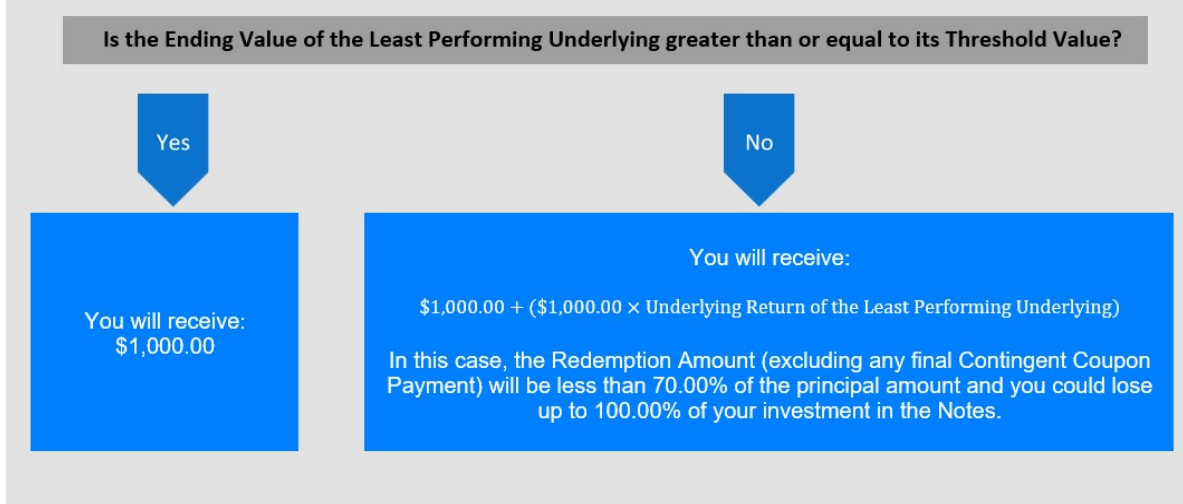 Is the Ending Value of the Least Performing Underlying greater than or equal to its Threshold Value?
Yes
No
You will receive:
$1,000.00
You will receive:
$1,000.00 + ($1,000.00 × Underlying Return of the Least Performing Underlying)
In this case, the Redemption Amount (excluding any final Contingent Coupon
Payment) will be less than 70.00% of the principal amount and you could lose
up to 100.00% of your investment in the Notes.